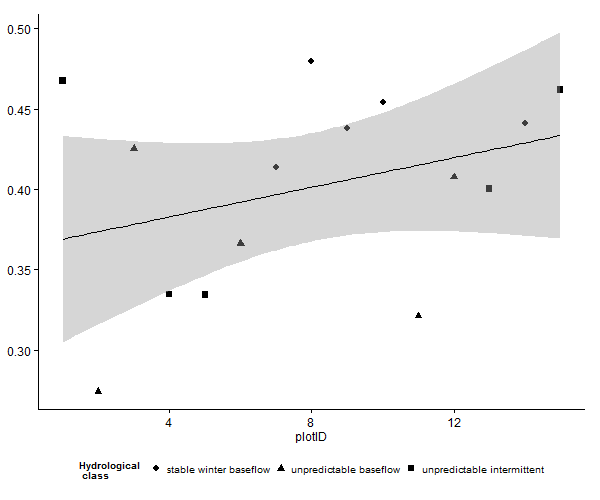 0.50
0.45
0.40
0.35
0.30
4 8 12
plotID
Hydrological class
stable winter baseflow unpredictable baseflow unpredictable intermittent